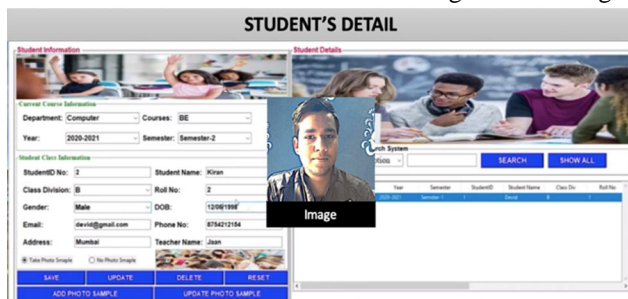 STUDENT'S DETAIL
Student Information
Student Details
Current Course Information
Department: Computer Courses: BE
Year: 2020-2021 Semester: Semester-2
Student Class Information
StudentID No: 2 Student Name: Kiran
Class Division: B Roll No: 2
Gender: Male DOB: 12/08/1998
Email: david@gmail.com Phone No: 8754212154
Address: Mumbai Teacher Name: Jaan
Take Photo Smaple No Photo Smaple
SAVE UPDATE DELETE RESET
ADD PHOTO SAMPLE UPDATE PHOTO SAMPLE
Image
System
SEARCH SHOW ALL
Year Semester StudentID Student Name Class Div Roll No
2020-2021 Semester-1 1 David B 1